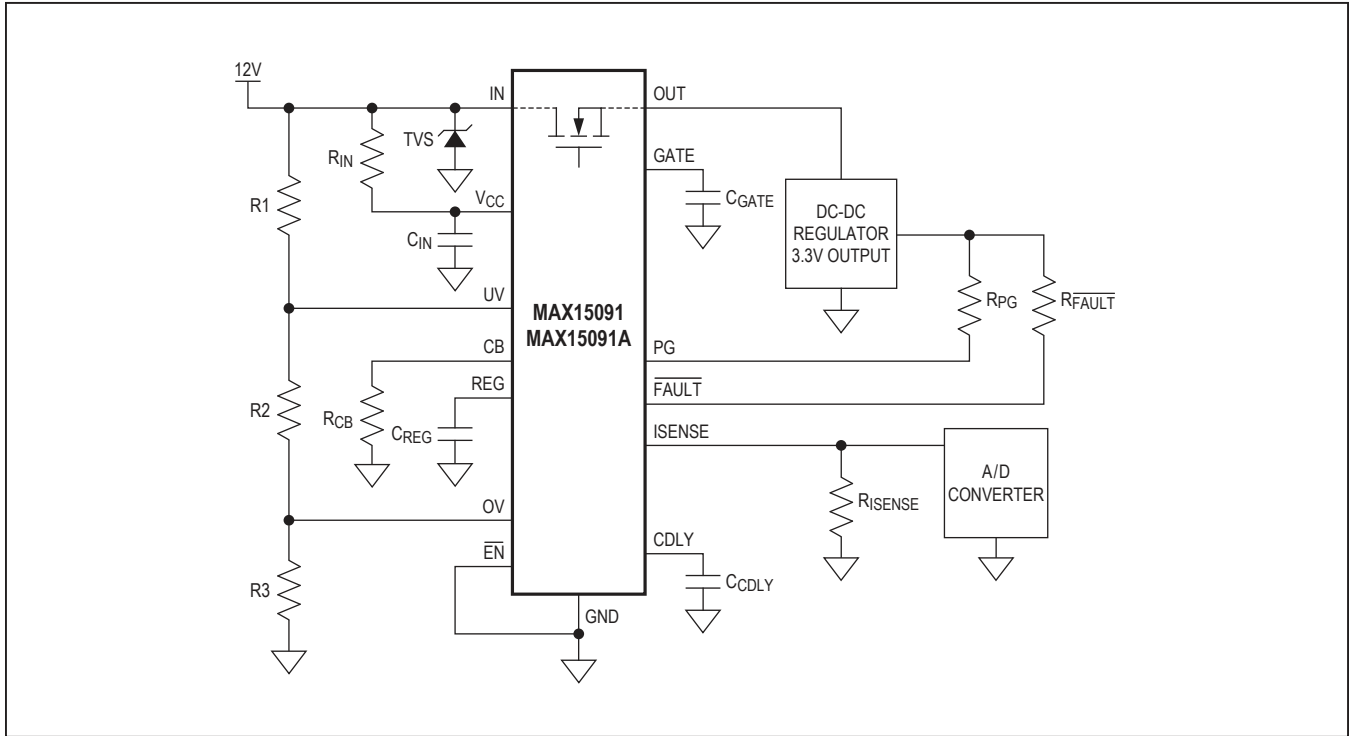 12V
IN
OUT
TVS
R1
RIN
VCC
CIN
GATE
CGATE
DC-DC
REGULATOR
3.3V OUTPUT
UV
MAX15091
MAX15091A
RPG
RFAULT
CB
PG
REG
FAULT
R2
RCB
CREG
ISENSE
A/D
CONVERTER
RISENSE
OV
EN
CDLY
CCDLY
R3
GND